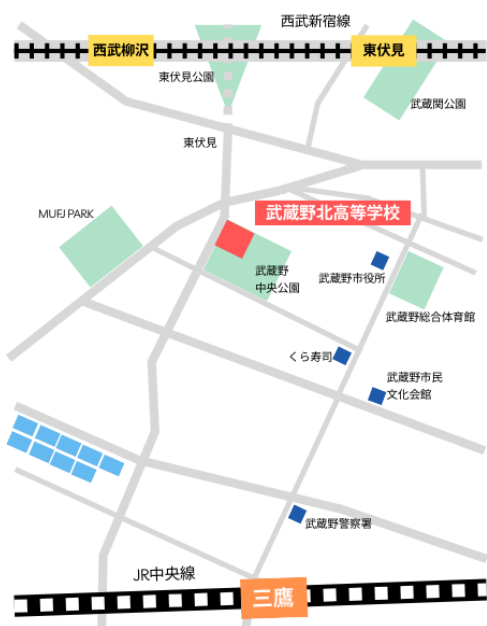 西武新宿線
西武柳沢
東伏見
東伏見公園
武蔵関公園
東伏見
武蔵野北高等学校
MUFJ PARK
武蔵野
中央公園
武蔵野市役所
武蔵野総合体育館
くら寿司
武蔵野市民
文化会館
武蔵野警察署
JR中央線
三鷹